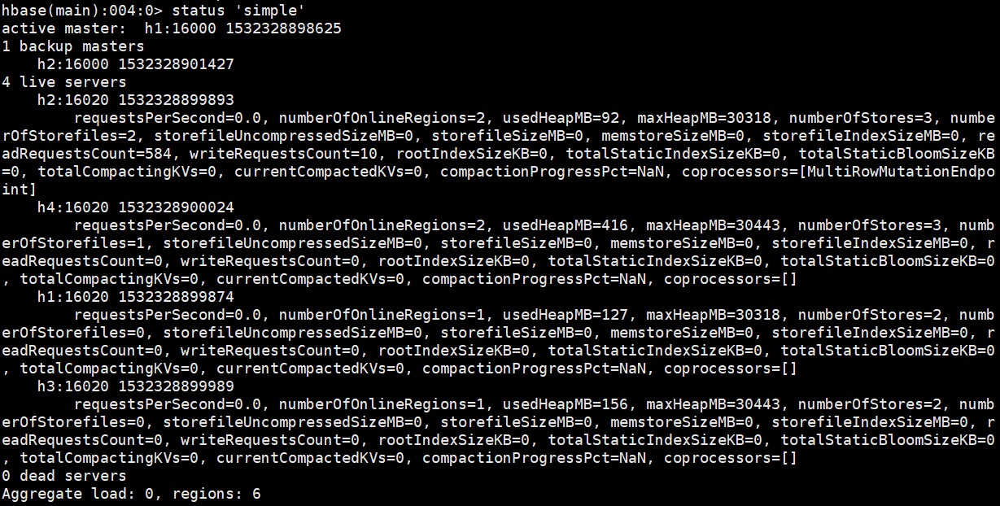 hbase(main):004:0> status 'simple'
active master:  h1:16000 1532328898625
1 backup masters
    h2:16000 1532328901427
4 live servers
    h2:16020 1532328899893
        requestsPerSecond=0.0, numberOfOnlineRegions=2, usedHeapMB=92, maxHeapMB=30318, numberOfStores=3, numbe
rOfStorefiles=2, storefileUncompressedSizeMB=0, storefileSizeMB=0, memstoreSizeMB=0, storefileIndexSizeMB=0, re
adRequestsCount=584, writeRequestsCount=10, rootIndexSizeKB=0, totalStaticIndexSizeKB=0, totalStaticBloomSizeKB
=0, totalCompactingKVs=0, currentCompactedKVs=0, compactionProgressPct=NaN, coprocessors=[MultiRowMutationEndpo
int]
    h4:16020 1532328900024
        requestsPerSecond=0.0, numberOfOnlineRegions=2, usedHeapMB=416, maxHeapMB=30443, numberOfStores=3, numb
erOfStorefiles=1, storefileUncompressedSizeMB=0, storefileSizeMB=0, memstoreSizeMB=0, storefileIndexSizeMB=0, r
eadRequestsCount=0, writeRequestsCount=0, rootIndexSizeKB=0, totalStaticIndexSizeKB=0, totalStaticBloomSizeKB=0
, totalCompactingKVs=0, currentCompactedKVs=0, compactionProgressPct=NaN, coprocessors=[]
    h1:16020 1532328899874
        requestsPerSecond=0.0, numberOfOnlineRegions=1, usedHeapMB=127, maxHeapMB=30318, numberOfStores=2, numb
erOfStorefiles=0, storefileUncompressedSizeMB=0, storefileSizeMB=0, memstoreSizeMB=0, storefileIndexSizeMB=0, r
eadRequestsCount=0, writeRequestsCount=0, rootIndexSizeKB=0, totalStaticIndexSizeKB=0, totalStaticBloomSizeKB=0
, totalCompactingKVs=0, currentCompactedKVs=0, compactionProgressPct=NaN, coprocessors=[]
    h3:16020 1532328899989
        requestsPerSecond=0.0, numberOfOnlineRegions=1, usedHeapMB=156, maxHeapMB=30443, numberOfStores=2, numb
erOfStorefiles=0, storefileUncompressedSizeMB=0, storefileSizeMB=0, memstoreSizeMB=0, storefileIndexSizeMB=0, r
eadRequestsCount=0, writeRequestsCount=0, rootIndexSizeKB=0, totalStaticIndexSizeKB=0, totalStaticBloomSizeKB=0
, totalCompactingKVs=0, currentCompactedKVs=0, compactionProgressPct=NaN, coprocessors=[]
0 dead servers
Aggregate load: 0, regions: 6